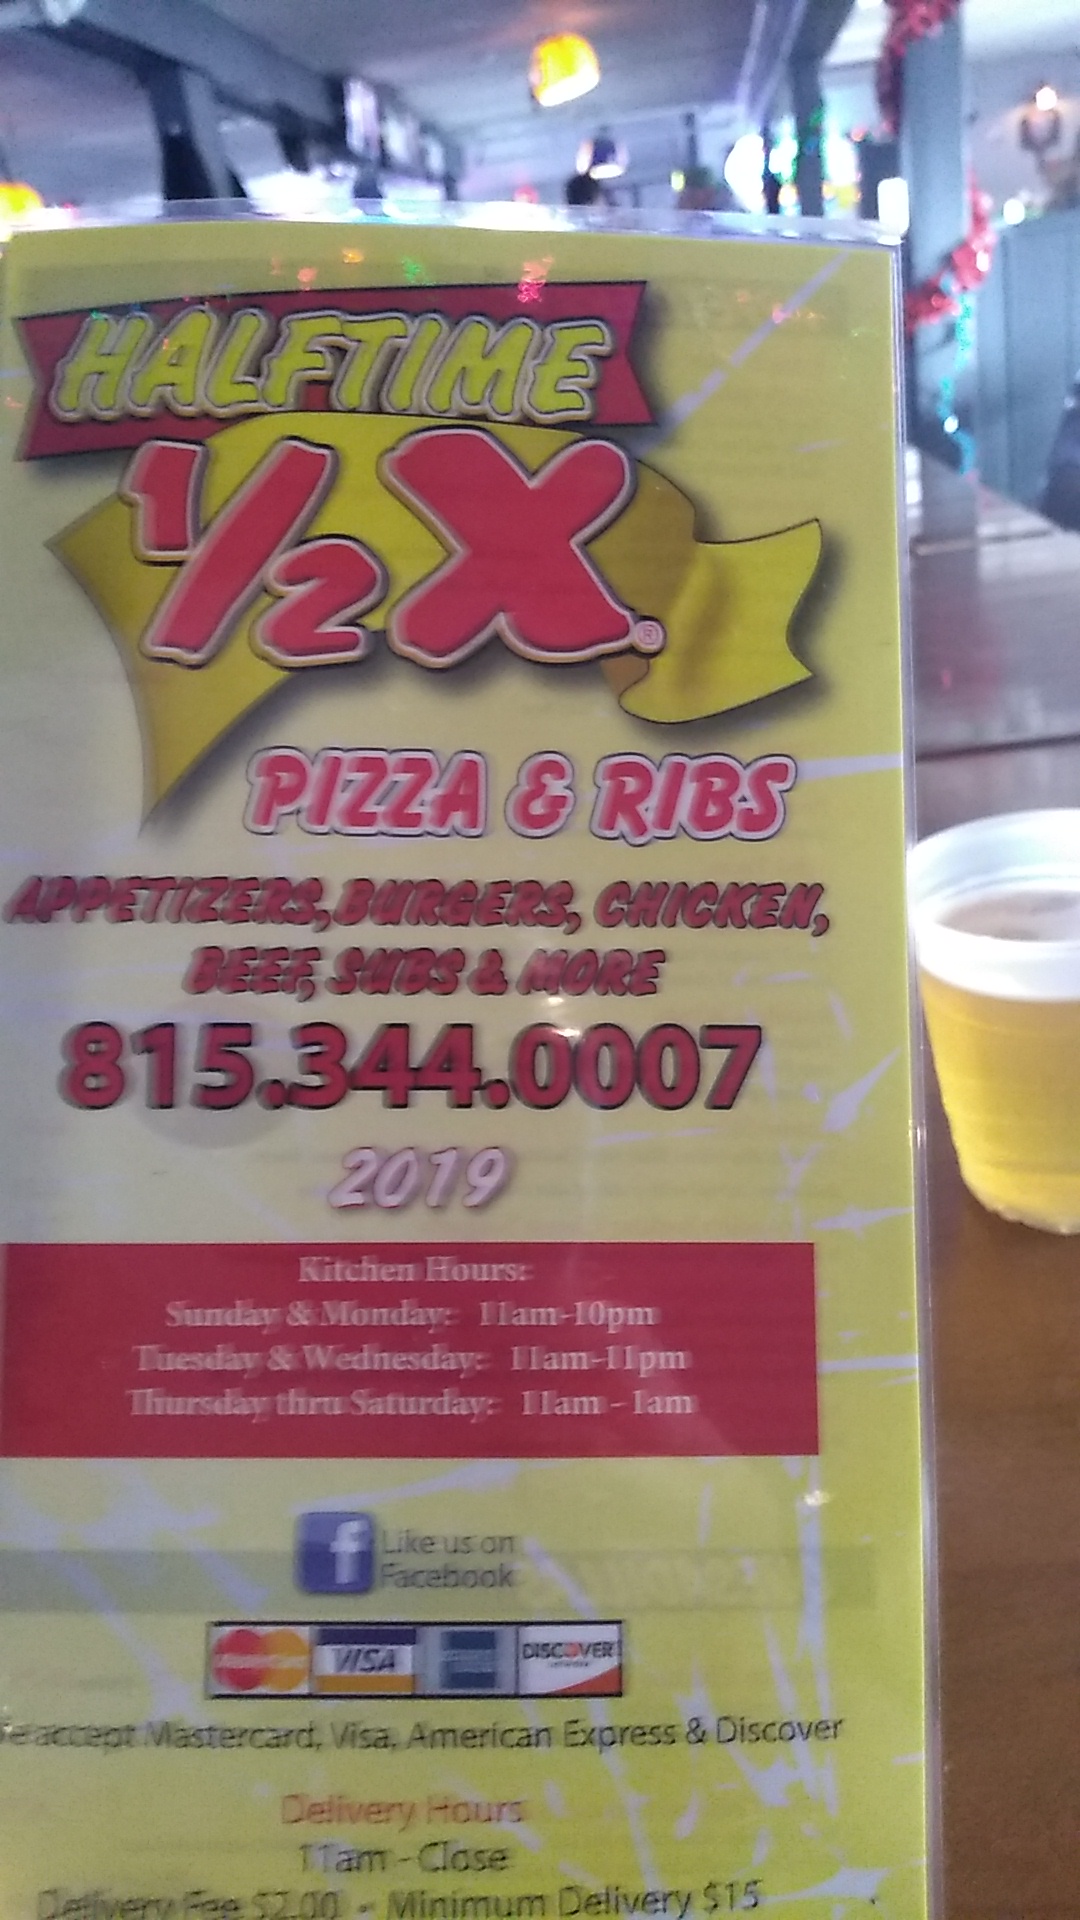 HALFTIME
1/2 X ®
PIZZA & RIBS
APPETIZERS, BURGERS, CHICKEN,
BEEF, SUBS & MORE
815.344.0007
2019
Kitchen Hours:
Sunday & Monday: 11am-10pm
Tuesday & Wednesday: 11am-11pm
Thursday thru Saturday: 11am - 1am
f Like us on
Facebook
MasterCard VISA DISCOVER
accept Mastercard, Visa, American Express & Discover
Delivery Hours
11am - Close
Delivery Fee $2.00 - Minimum Delivery $15